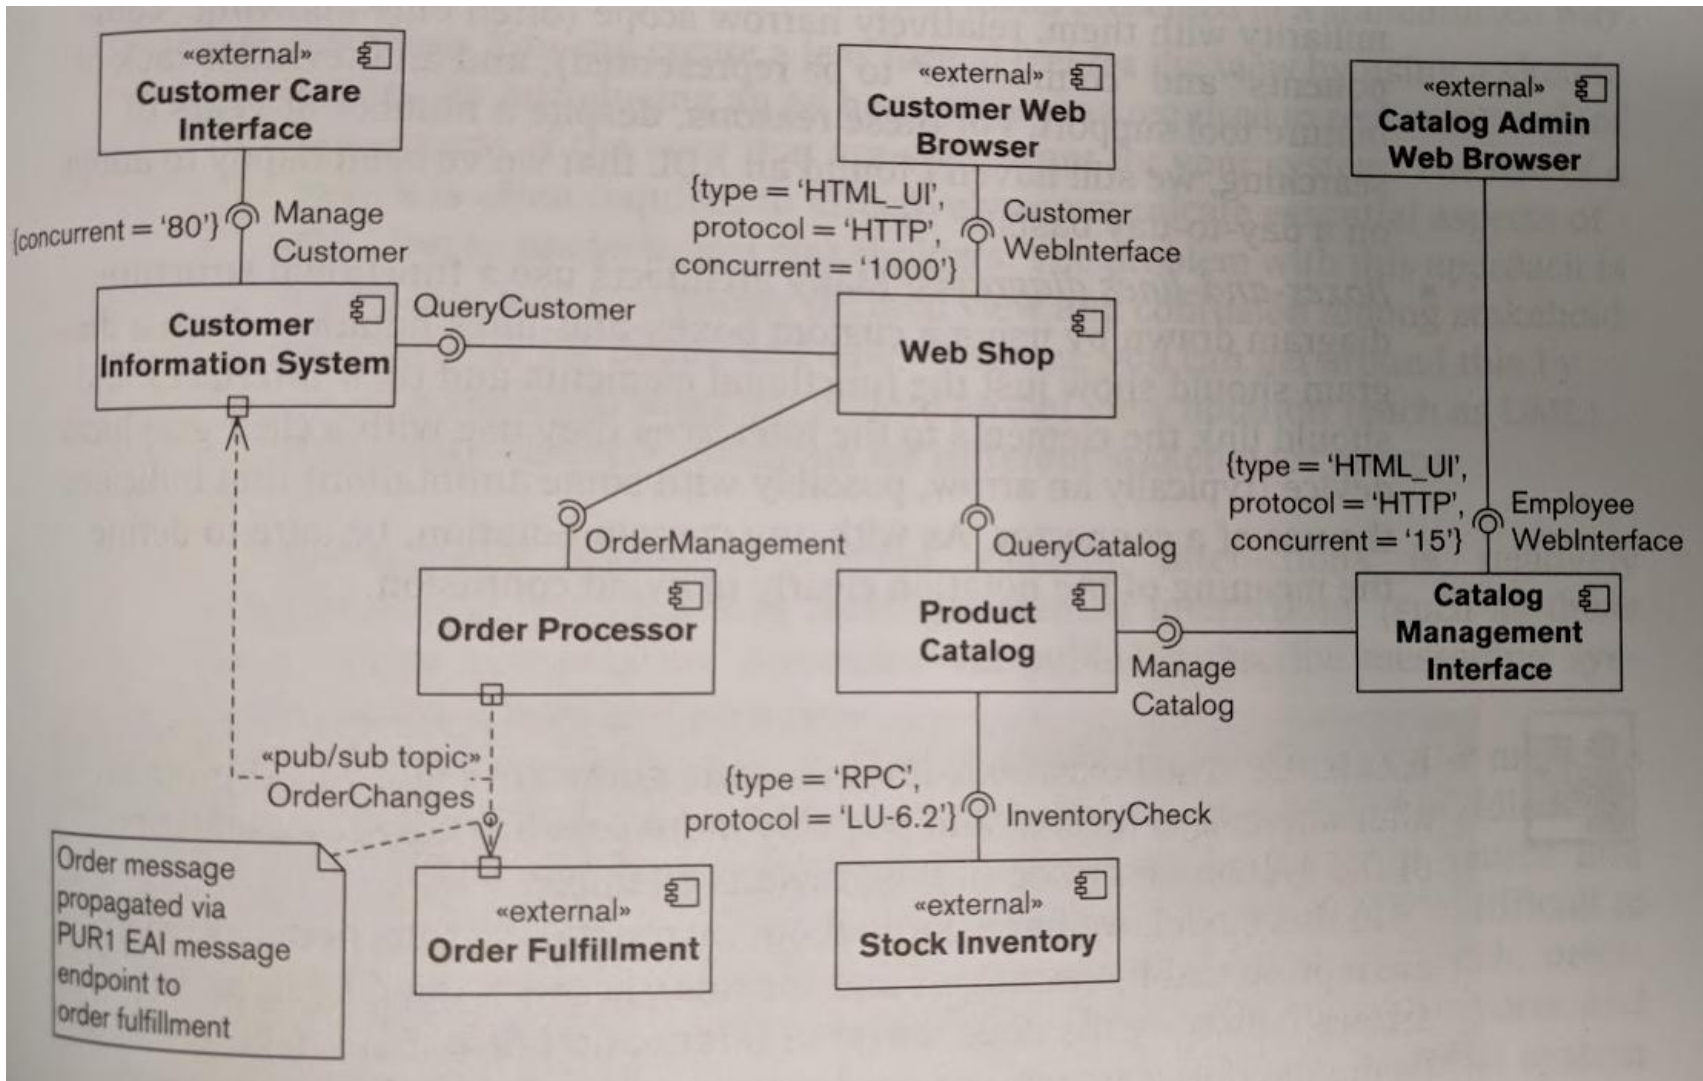 «external»
Customer Care
Interface
«external»
Customer Web
Browser
«external»
Catalog Admin
Web Browser
{concurrent = ‘80’}
Manage
Customer
{type = ‘HTML_UI’,
protocol = ‘HTTP’,
concurrent = ‘1000’}
Customer
WebInterface
Customer
Information System
QueryCustomer
Web Shop
{type = ‘HTML_UI’,
protocol = ‘HTTP’,
concurrent = ‘15’}
Employee
WebInterface
OrderManagement
QueryCatalog
Order Processor
Product
Catalog
Manage
Catalog
Catalog
Management
Interface
«pub/sub topic»
OrderChanges
{type = ‘RPC’,
protocol = ‘LU-6.2’}
InventoryCheck
Order message
propagated via
PUR1 EAI message
endpoint to
order fulfillment
«external»
Order Fulfillment
«external»
Stock Inventory